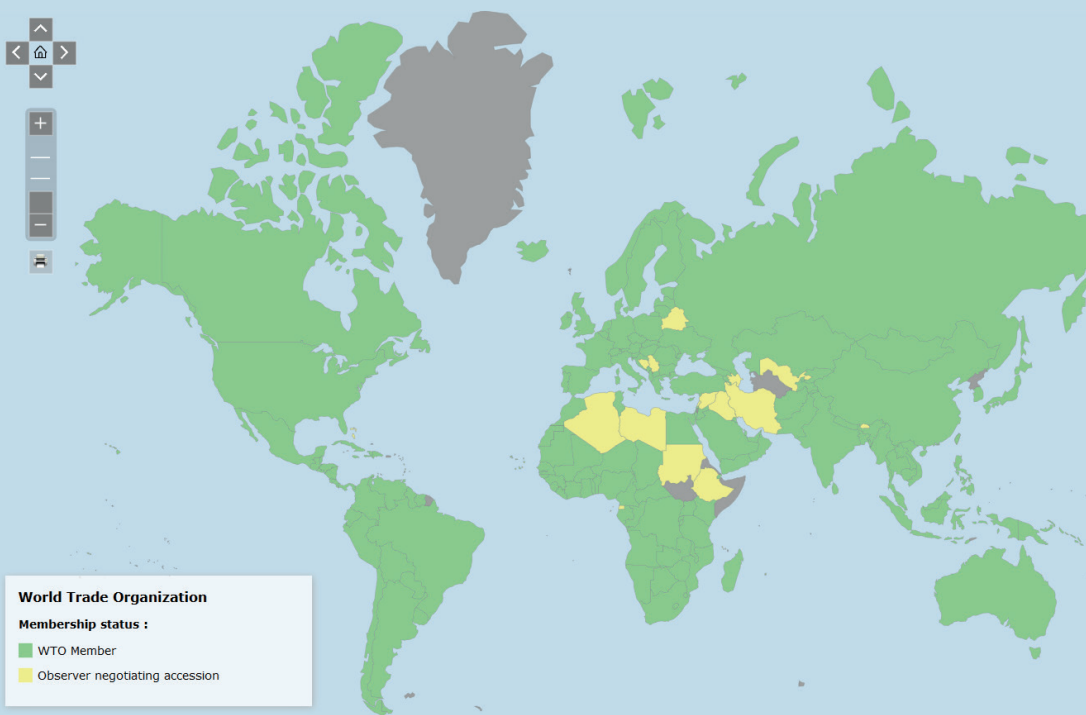 World Trade Organization
Membership status :
WTO Member
Observer negotiating accession